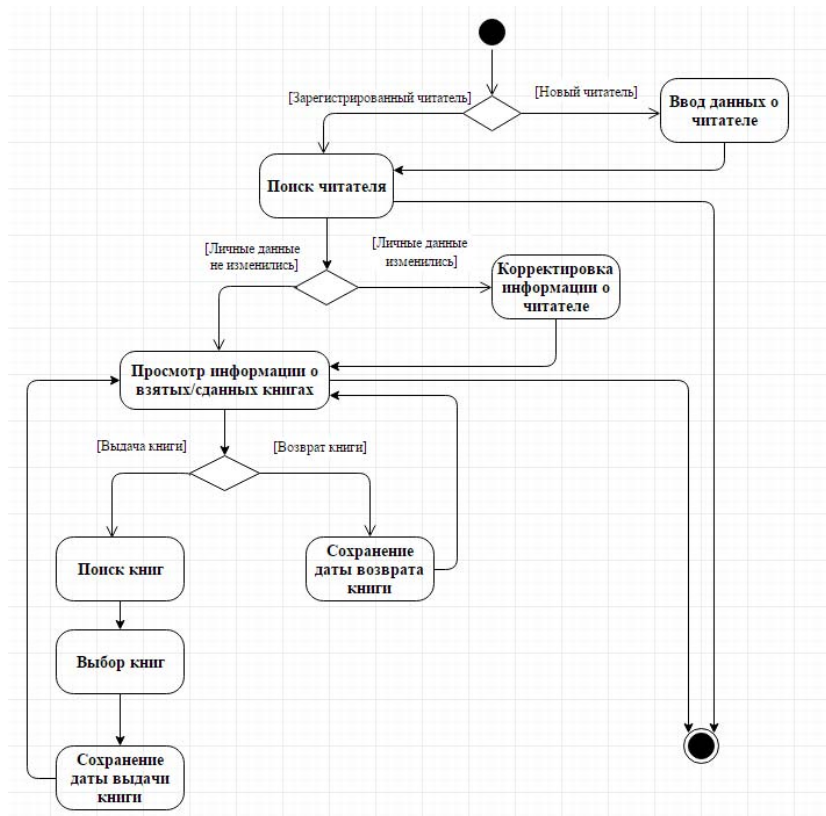 [Зарегистрированный читатель]
[Новый читатель]
Ввод данных о
читателе
Поиск читателя
[Личные данные
не изменились]
[Личные данные
изменились]
Корректировка
информации о
читателе
Просмотр информации о
взятых/сданных книгах
[Выдача книги]
[Возврат книги]
Поиск книг
Сохранение
даты возврата
книги
Выбор книг
Сохранение
даты выдачи
книги